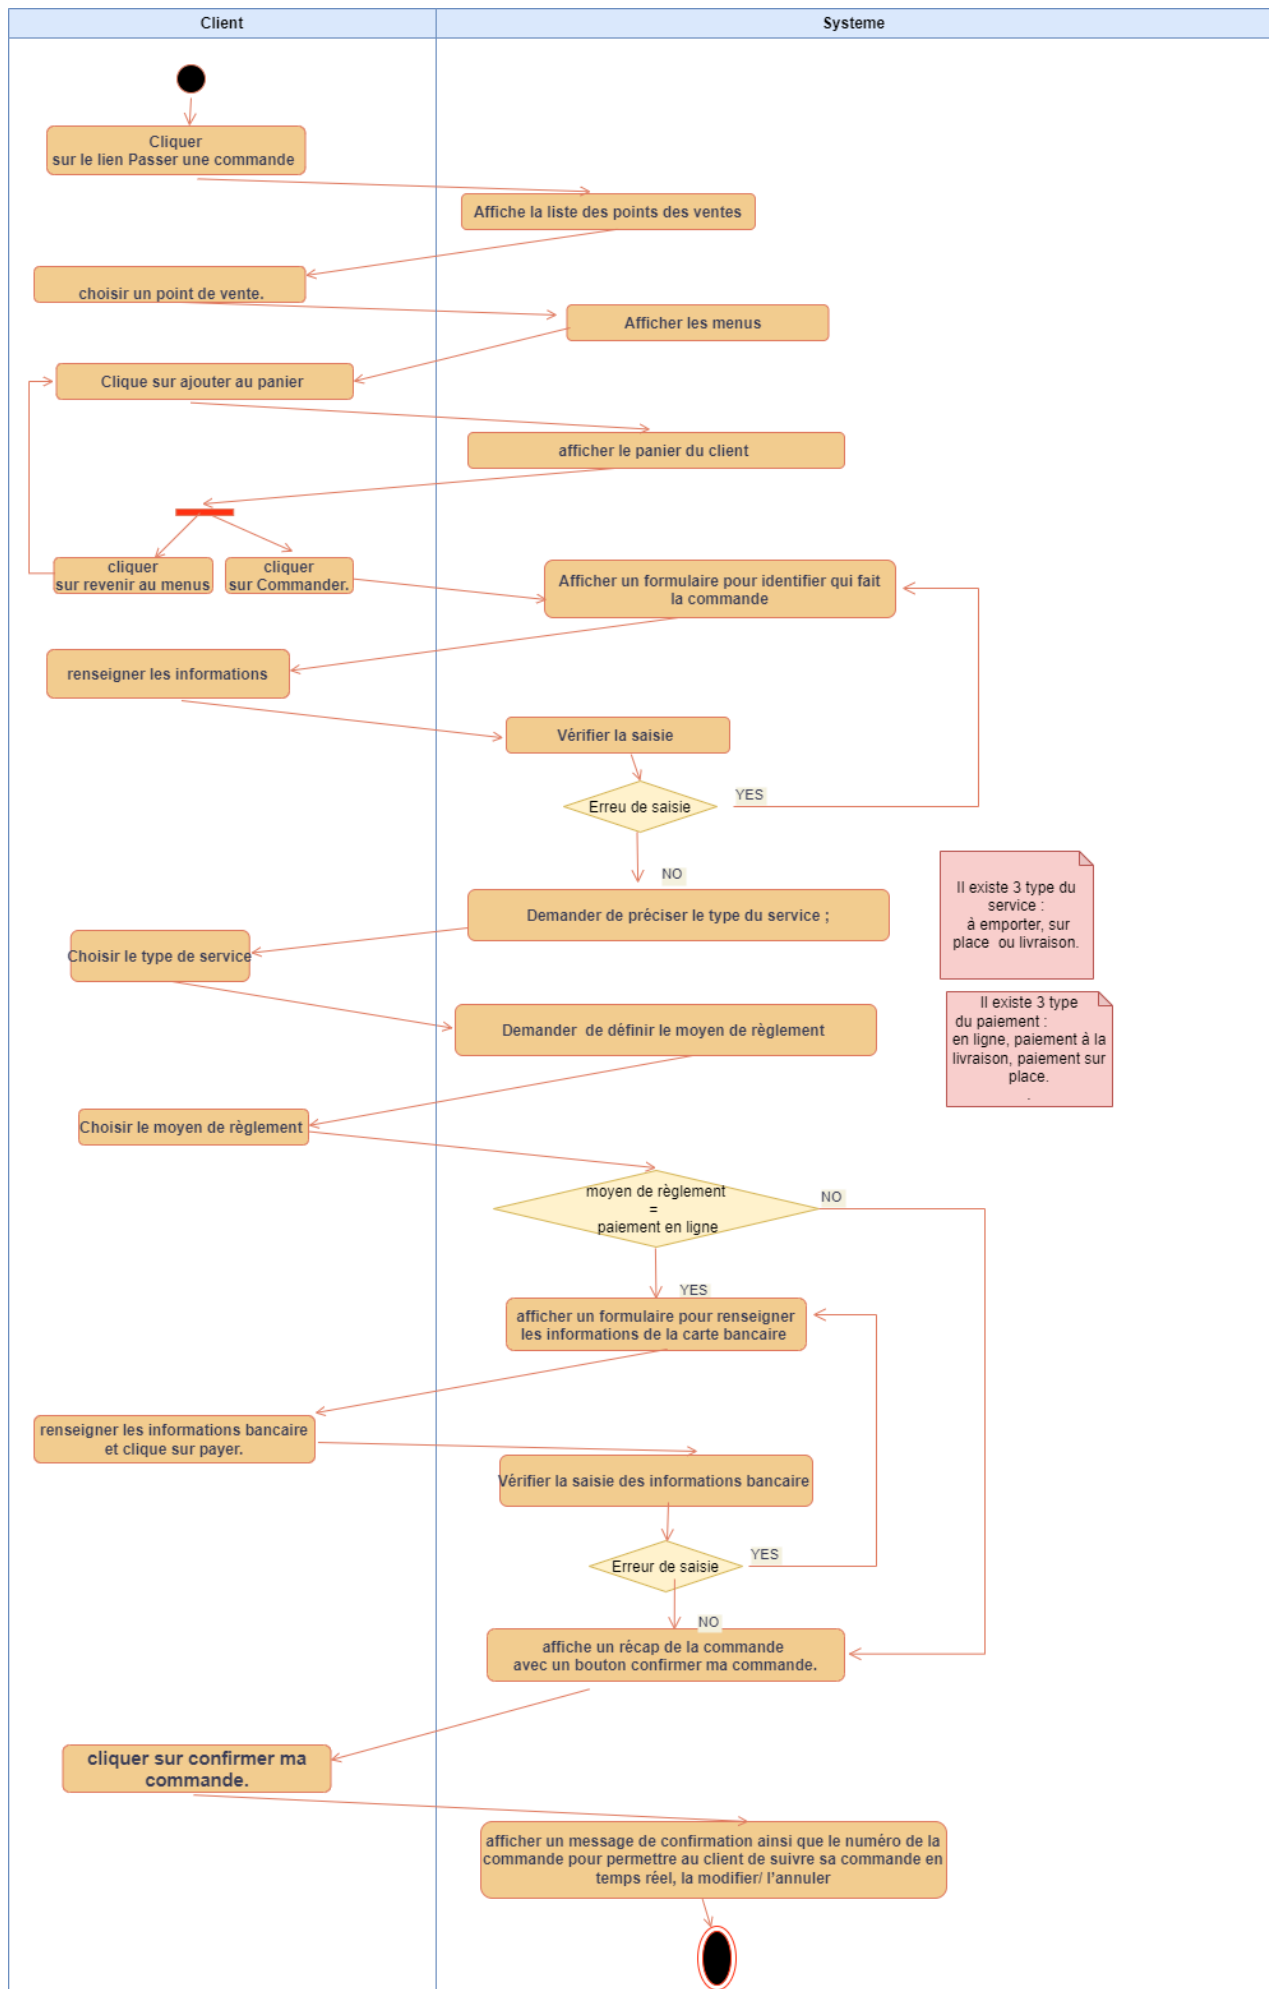 Client
Systeme
Cliquer
sur le lien Passer une commande
Affiche la liste des points des ventes
choisir un point de vente.
Afficher les menus
Clique sur ajouter au panier
afficher le panier du client
cliquer
sur revenir au menus
cliquer
sur Commander.
Afficher un formulaire pour identifier qui fait
la commande
renseigner les informations
Vérifier la saisie
Erreu de saisie
YES
NO
Il existe 3 type du
service :
à emporter, sur
place ou livraison.
Demander de préciser le type du service ;
Choisir le type de service
Il existe 3 type
du paiement :
en ligne, paiement à la
livraison, paiement sur
place.
.
Demander de définir le moyen de règlement
Choisir le moyen de règlement
moyen de règlement
=
paiement en ligne
NO
YES
afficher un formulaire pour renseigner
les informations de la carte bancaire
renseigner les informations bancaire
et clique sur payer.
Vérifier la saisie des informations bancaire
Erreur de saisie
YES
NO
affiche un récap de la commande
avec un bouton confirmer ma commande.
cliquer sur confirmer ma
commande.
afficher un message de confirmation ainsi que le numéro de la
commande pour permettre au client de suivre sa commande en
temps réel, la modifier/ l'annuler